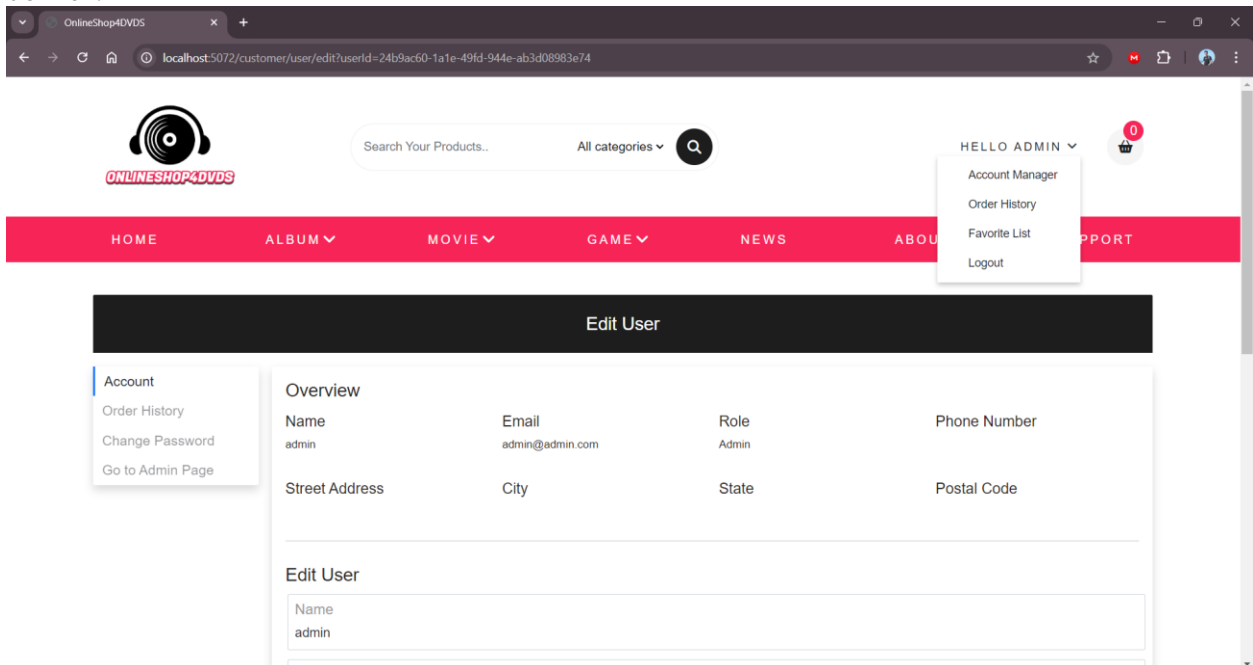 OnlineShop4DVDS
localhost:5072/customer/user/edit?userId=24b9ac60-1a1e-49fd-944e-ab3d08983e74
ONLINESHOP4DVDS
Search Your Products..
All categories
HELLO ADMIN
0
Account Manager
Order History
Favorite List
Logout
HOME ALBUM MOVIE GAME NEWS ABOU PPORT
Edit User
Account
Order History
Change Password
Go to Admin Page
Overview
Name Email Role Phone Number
admin admin@admin.com Admin
Street Address City State Postal Code
Edit User
Name
admin